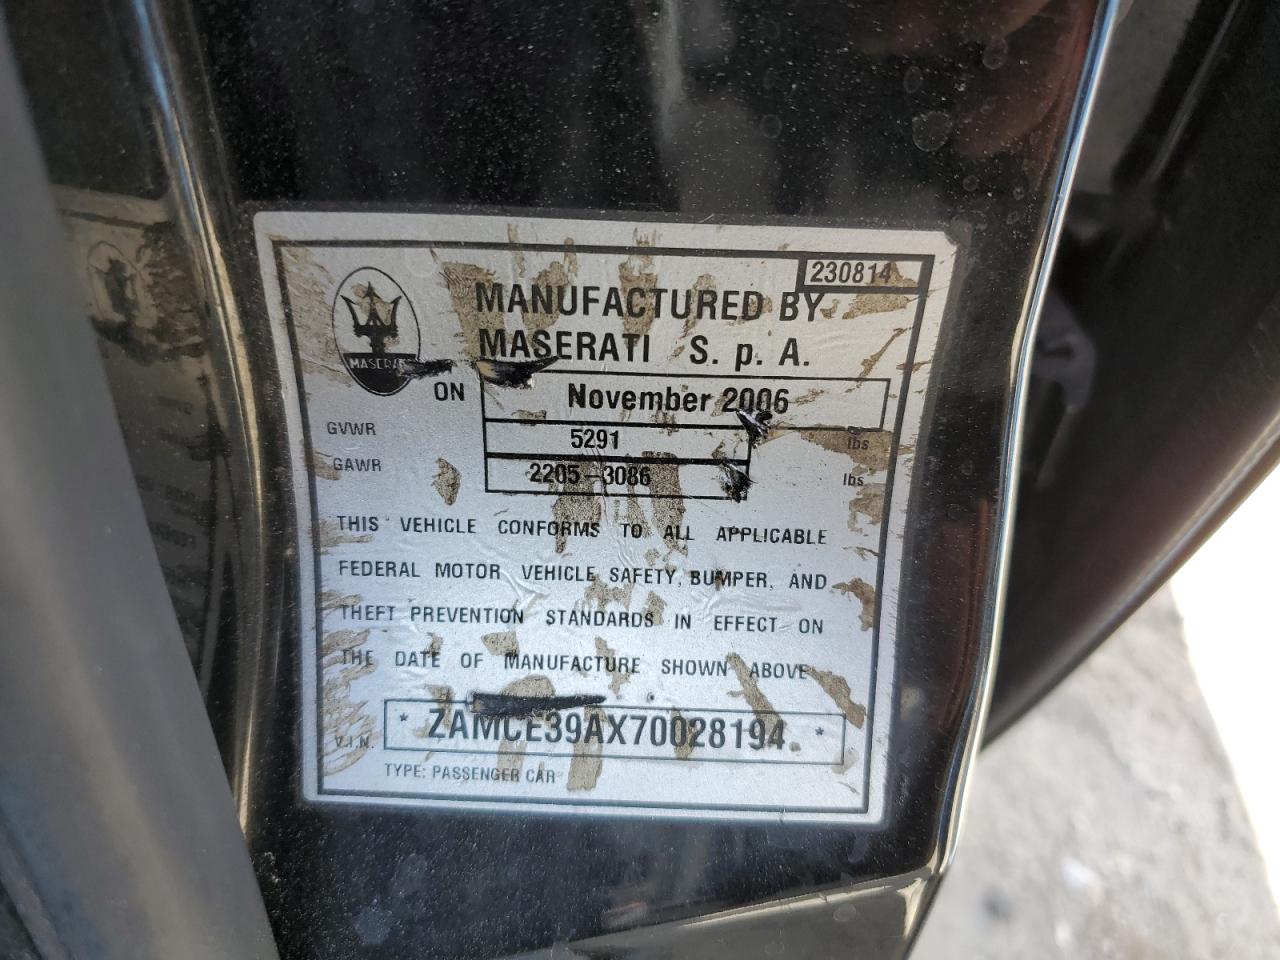 230814
MANUFACTURED BY
MASERATI S. p. A.
MASERATI
ON November 2006
GVWR 5291 lbs
GAWR 2205 - 3086 lbs
THIS VEHICLE CONFORMS TO ALL APPLICABLE
FEDERAL MOTOR VEHICLE SAFETY, BUMPER, AND
THEFT PREVENTION STANDARDS IN EFFECT ON
THE DATE OF MANUFACTURE SHOWN ABOVE
V.I.N. * ZAMCE39AX70028194 *
TYPE: PASSENGER CAR